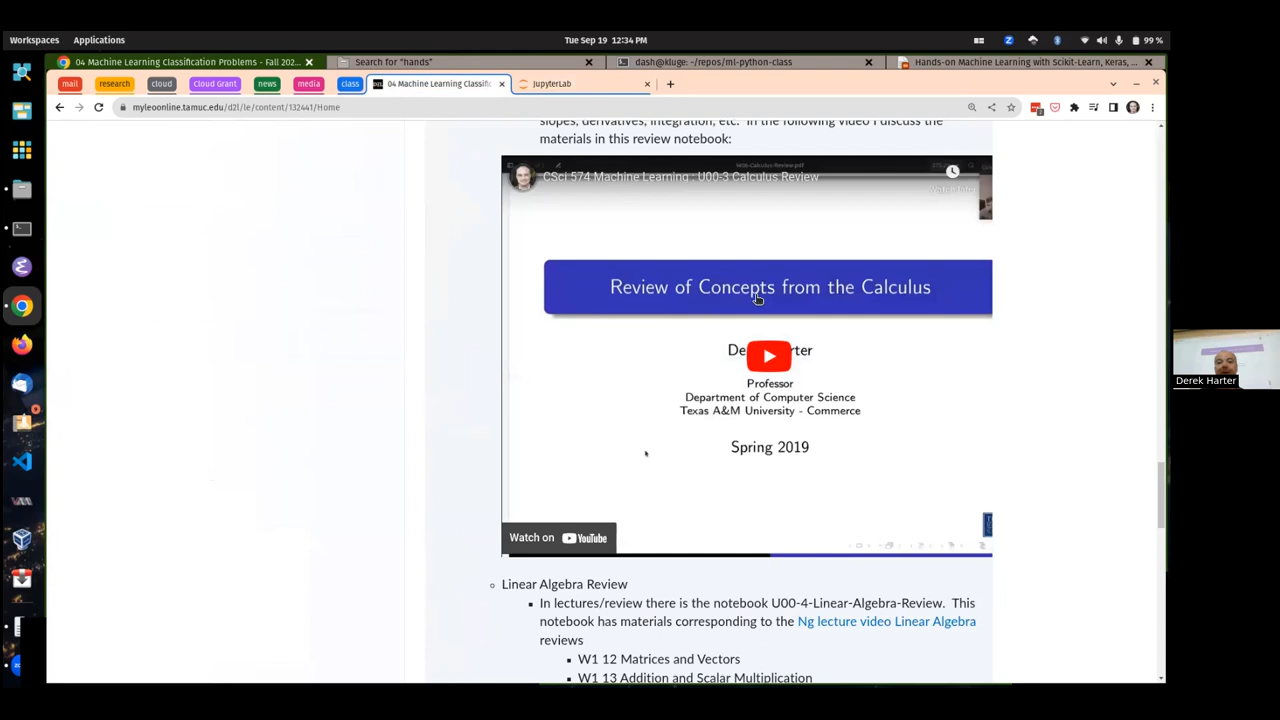 Workspaces Applications Tue Sep 19 12:34 PM 99 %
04 Machine Learning Classification Problems - Fall 202... Search for "hands" dash@kluge: ~/repos/ml-python-class Hands-on Machine Learning with Scikit-Learn, Keras, ...
mail research cloud Cloud Grant news media class 04 Machine Learning Classific JupyterLab
myleoonline.tamuc.edu/d2l/le/content/132441/Home
slopes, derivatives, integration, etc. In the following video I discuss the
materials in this review notebook:
CSci 574 Machine Learning : U00-3 Calculus Review
Watch later
Review of Concepts from the Calculus
Professor
Department of Computer Science
Texas A&M University - Commerce
Spring 2019
Watch on YouTube
Linear Algebra Review
In lectures/review there is the notebook U00-4-Linear-Algebra-Review. This
notebook has materials corresponding to the Ng lecture video Linear Algebra
reviews
W1 12 Matrices and Vectors
W1 13 Addition and Scalar Multiplication
Derek Harter